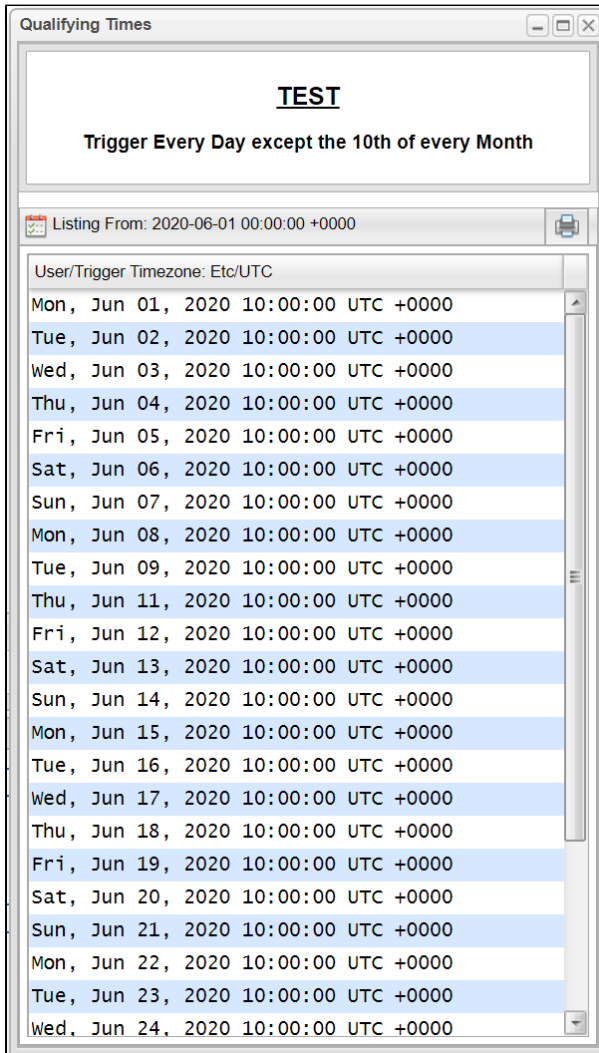 Qualifying Times
TEST
Trigger Every Day except the 10th of every Month
Listing From: 2020-06-01 00:00:00 +0000
User/Trigger Timezone: Etc/UTC
Mon, Jun 01, 2020 10:00:00 UTC +0000
Tue, Jun 02, 2020 10:00:00 UTC +0000
Wed, Jun 03, 2020 10:00:00 UTC +0000
Thu, Jun 04, 2020 10:00:00 UTC +0000
Fri, Jun 05, 2020 10:00:00 UTC +0000
Sat, Jun 06, 2020 10:00:00 UTC +0000
Sun, Jun 07, 2020 10:00:00 UTC +0000
Mon, Jun 08, 2020 10:00:00 UTC +0000
Tue, Jun 09, 2020 10:00:00 UTC +0000
Thu, Jun 11, 2020 10:00:00 UTC +0000
Fri, Jun 12, 2020 10:00:00 UTC +0000
Sat, Jun 13, 2020 10:00:00 UTC +0000
Sun, Jun 14, 2020 10:00:00 UTC +0000
Mon, Jun 15, 2020 10:00:00 UTC +0000
Tue, Jun 16, 2020 10:00:00 UTC +0000
Wed, Jun 17, 2020 10:00:00 UTC +0000
Thu, Jun 18, 2020 10:00:00 UTC +0000
Fri, Jun 19, 2020 10:00:00 UTC +0000
Sat, Jun 20, 2020 10:00:00 UTC +0000
Sun, Jun 21, 2020 10:00:00 UTC +0000
Mon, Jun 22, 2020 10:00:00 UTC +0000
Tue, Jun 23, 2020 10:00:00 UTC +0000
Wed, Jun 24, 2020 10:00:00 UTC +0000